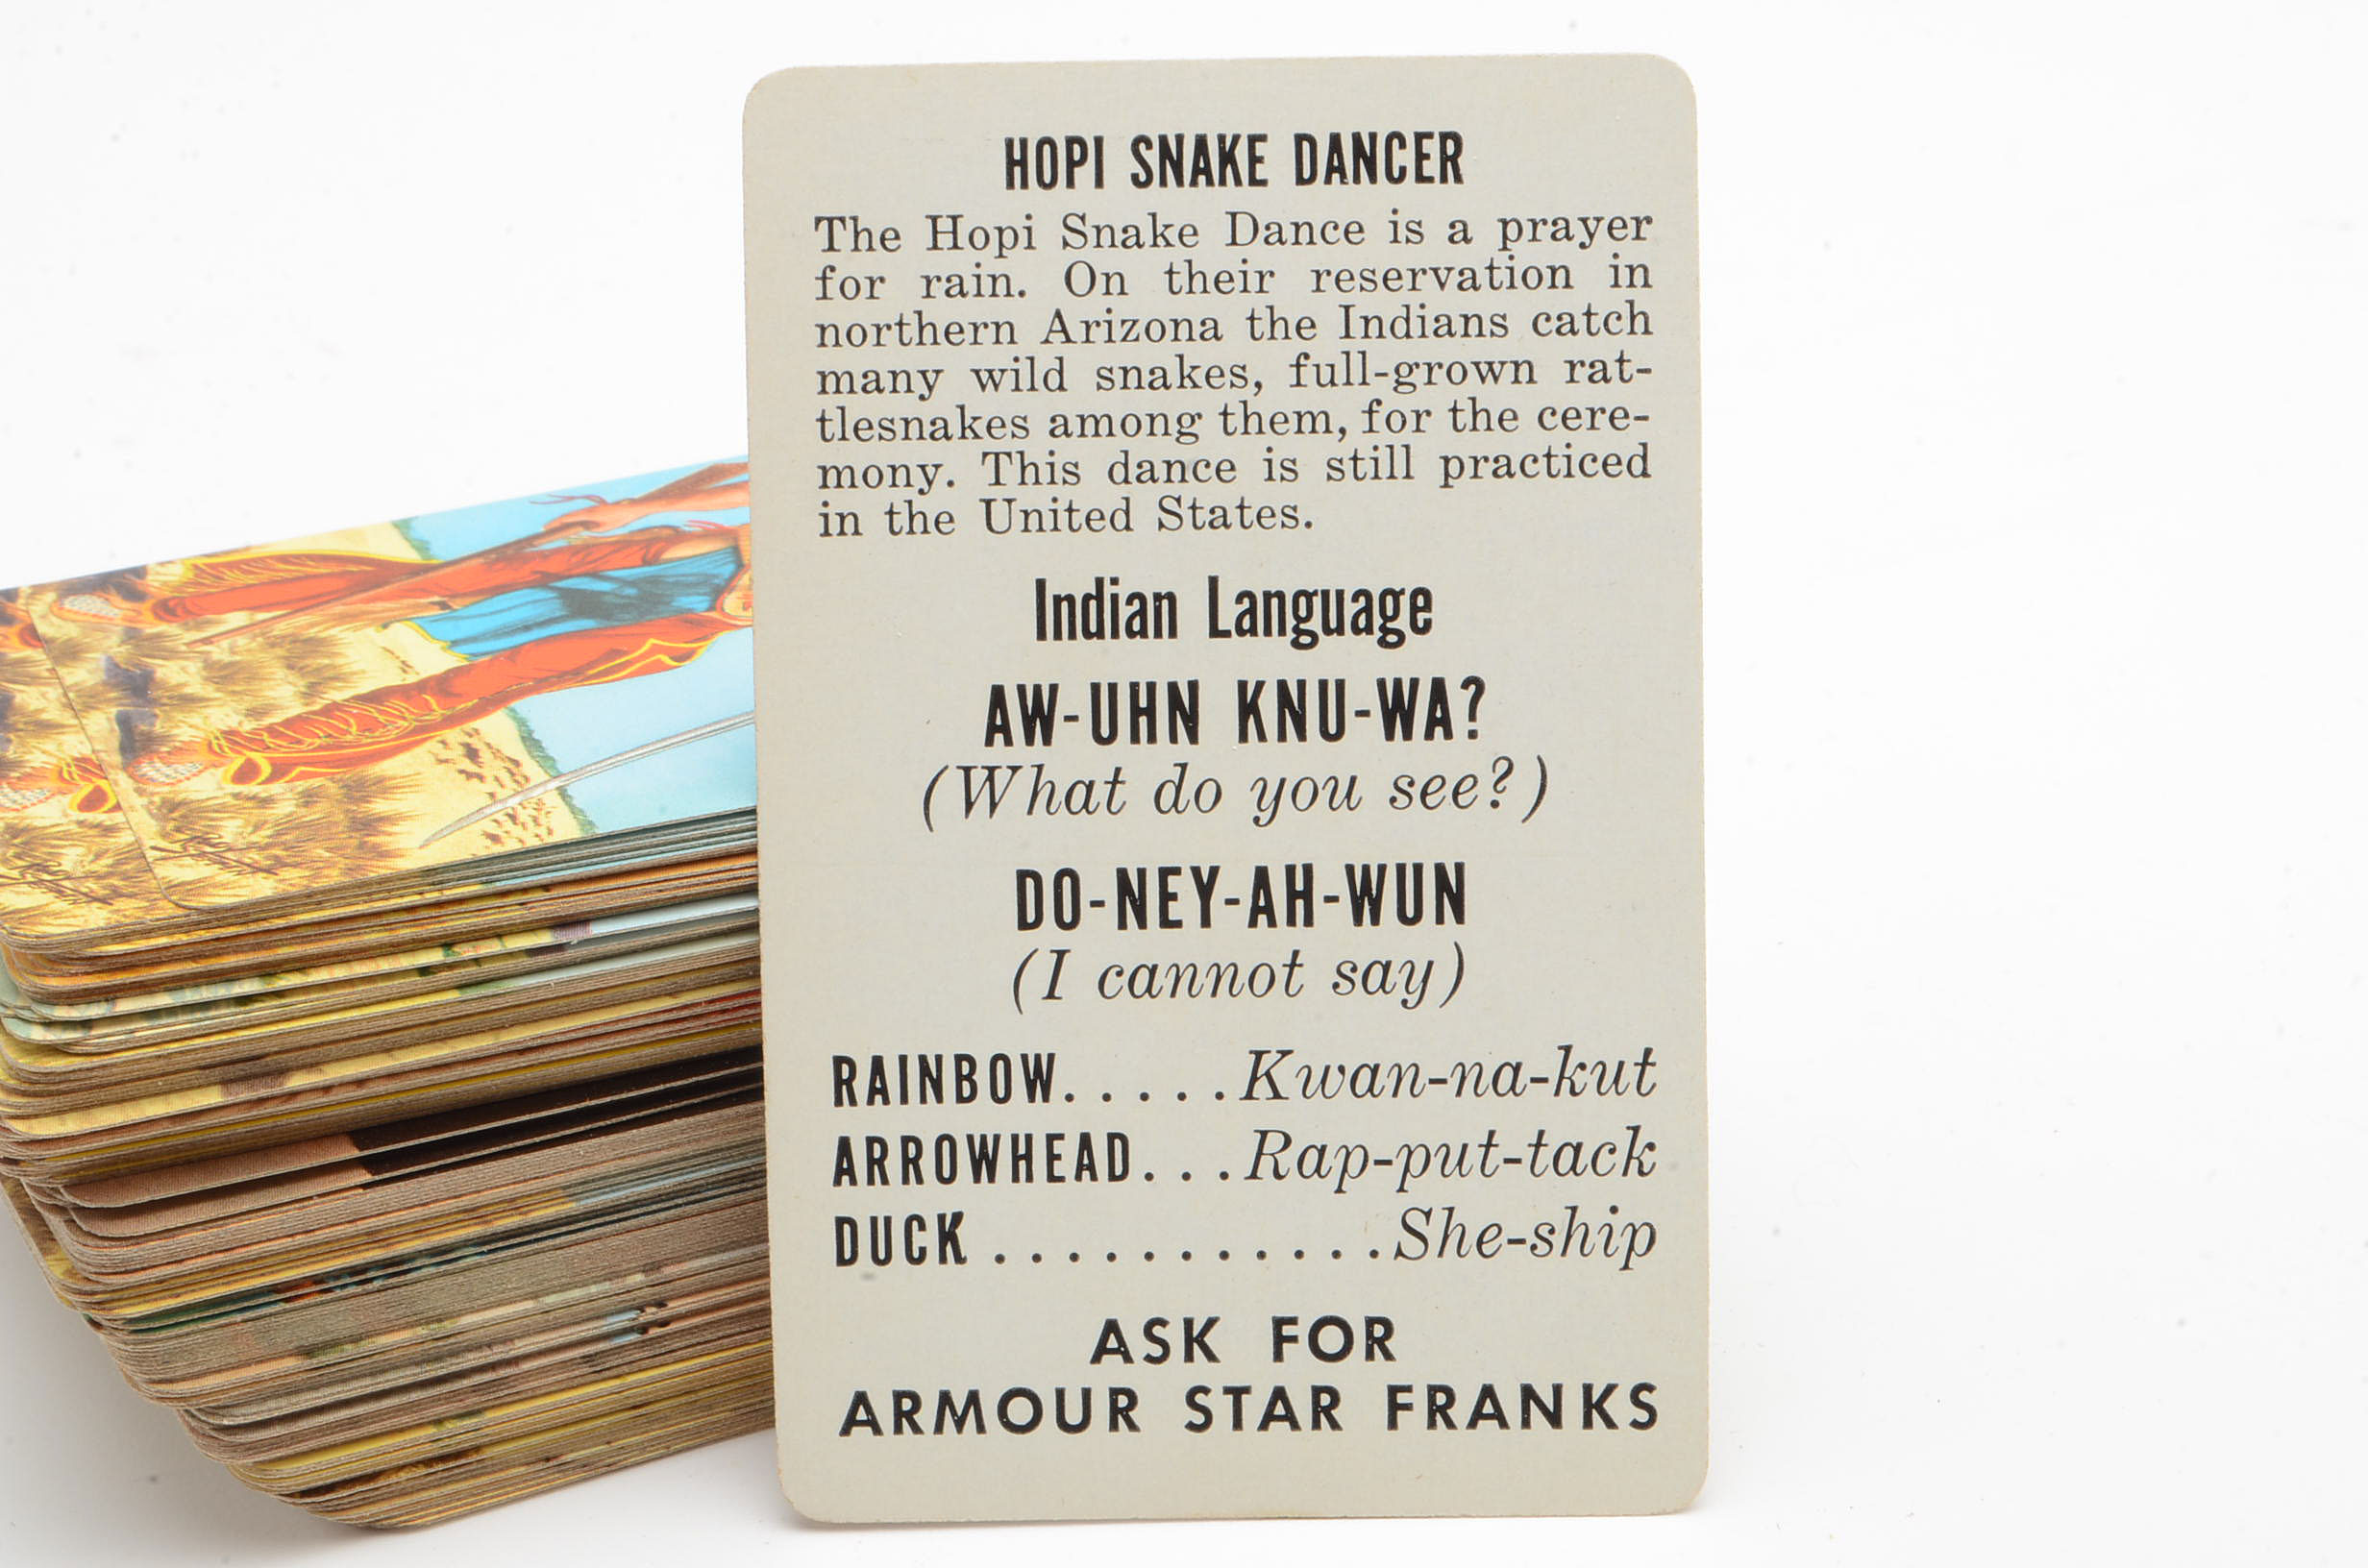 HOPI SNAKE DANCER
The Hopi Snake Dance is a prayer
for rain. On their reservation in
northern Arizona the Indians catch
many wild snakes, full-grown rat-
tlesnakes among them, for the cere-
mony. This dance is still practiced
in the United States.
Indian Language
AW-UHN KNU-WA?
(What do you see?)
DO-NEY-AH-WUN
(I cannot say)
RAINBOW.....Kwan-na-kut
ARROWHEAD...Rap-put-tack
DUCK ...........She-ship
ASK FOR
ARMOUR STAR FRANKS